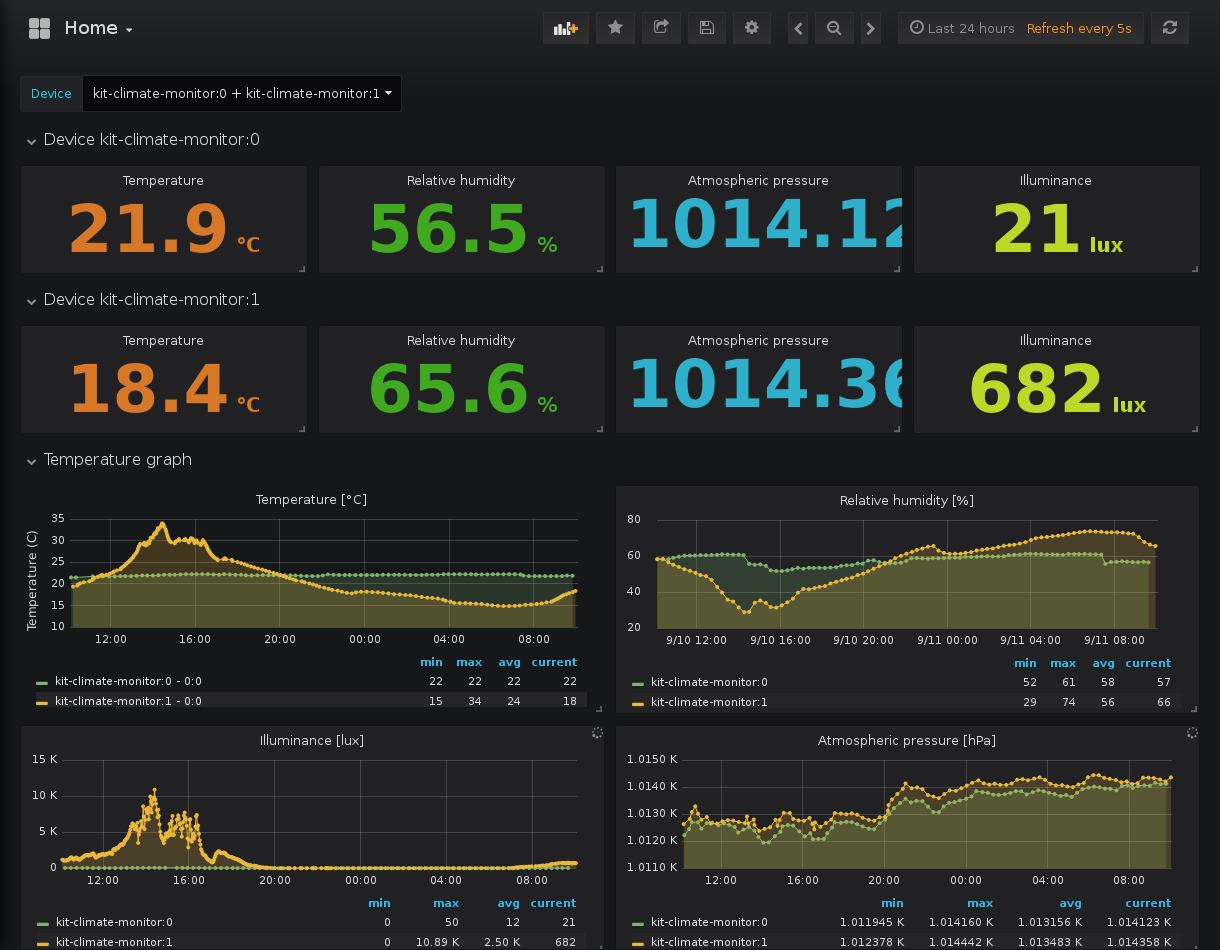 Home
Last 24 hours Refresh every 5s
Device kit-climate-monitor:0 + kit-climate-monitor:1
Device kit-climate-monitor:0
Temperature Relative humidity Atmospheric pressure Illuminance
21.9 °C 56.5 % 1014.12 21 lux
Device kit-climate-monitor:1
Temperature Relative humidity Atmospheric pressure Illuminance
18.4 °C 65.6 % 1014.36 682 lux
Temperature graph
Temperature [°C]
Temperature (C)
35
30
25
20
15
10
12:00 16:00 20:00 00:00 04:00 08:00
min max avg current
kit-climate-monitor:0 - 0:0 22 22 22 22
kit-climate-monitor:1 - 0:0 15 34 24 18
Relative humidity [%]
80
60
40
20
9/10 12:00 9/10 16:00 9/10 20:00 9/11 00:00 9/11 04:00 9/11 08:00
min max avg current
kit-climate-monitor:0 52 61 58 57
kit-climate-monitor:1 29 74 56 66
Illuminance [lux]
15 K
10 K
5 K
0
12:00 16:00 20:00 00:00 04:00 08:00
min max avg current
kit-climate-monitor:0 0 50 12 21
kit-climate-monitor:1 0 10.89 K 2.50 K 682
Atmospheric pressure [hPa]
1.0150 K
1.0140 K
1.0130 K
1.0120 K
1.0110 K
12:00 16:00 20:00 00:00 04:00 08:00
min max avg current
kit-climate-monitor:0 1.011945 K 1.014160 K 1.013156 K 1.014123 K
kit-climate-monitor:1 1.012378 K 1.014442 K 1.013483 K 1.014358 K